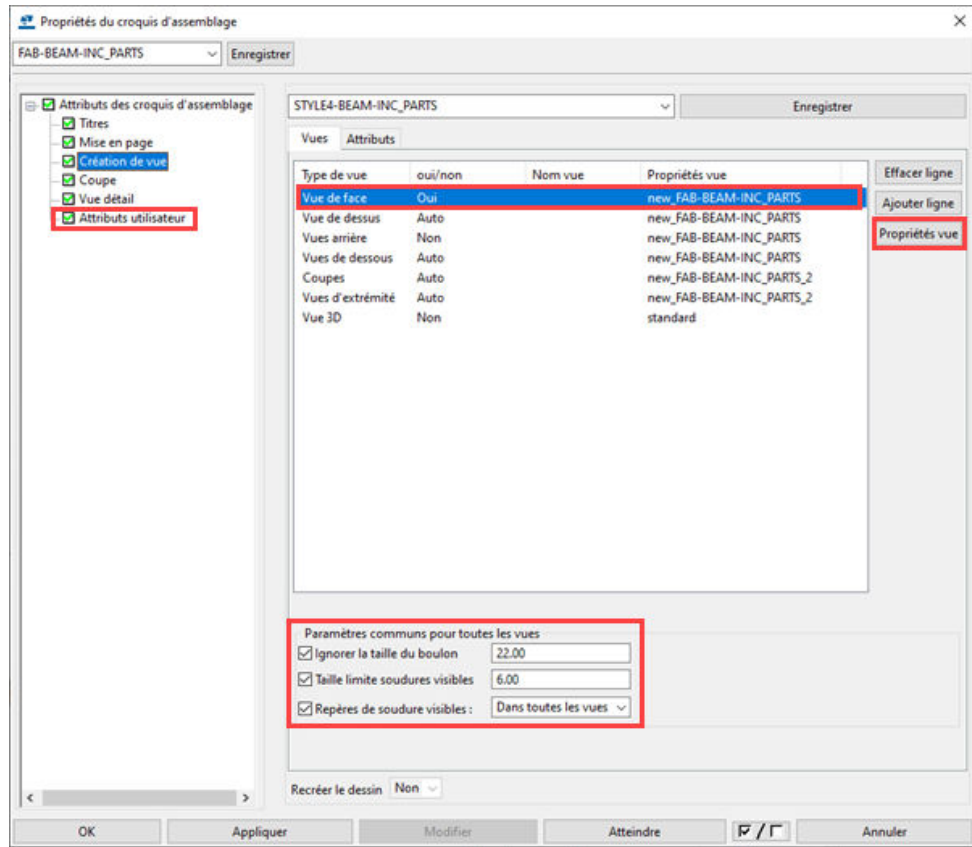 Propriétés du croquis d'assemblage
FAB-BEAM-INC_PARTS Enregistrer
Attributs des croquis d'assemblage
Titres
Mise en page
Création de vue
Coupe
Vue détail
Attributs utilisateur
STYLE4-BEAM-INC_PARTS Enregistrer
Vues Attributs
Type de vue oui/non Nom vue Propriétés vue
Vue de face Oui new_FAB-BEAM-INC_PARTS
Vue de dessus Auto new_FAB-BEAM-INC_PARTS
Vues arrière Non new_FAB-BEAM-INC_PARTS
Vues de dessous Auto new_FAB-BEAM-INC_PARTS
Coupes Auto new_FAB-BEAM-INC_PARTS_2
Vues d'extrémité Auto new_FAB-BEAM-INC_PARTS_2
Vue 3D Non standard
Effacer ligne
Ajouter ligne
Propriétés vue
Paramètres communs pour toutes les vues
Ignorer la taille du boulon 22.00
Taille limite soudures visibles 6.00
Repères de soudure visibles : Dans toutes les vues
Recréer le dessin Non
OK Appliquer Modifier Atteindre / Annuler